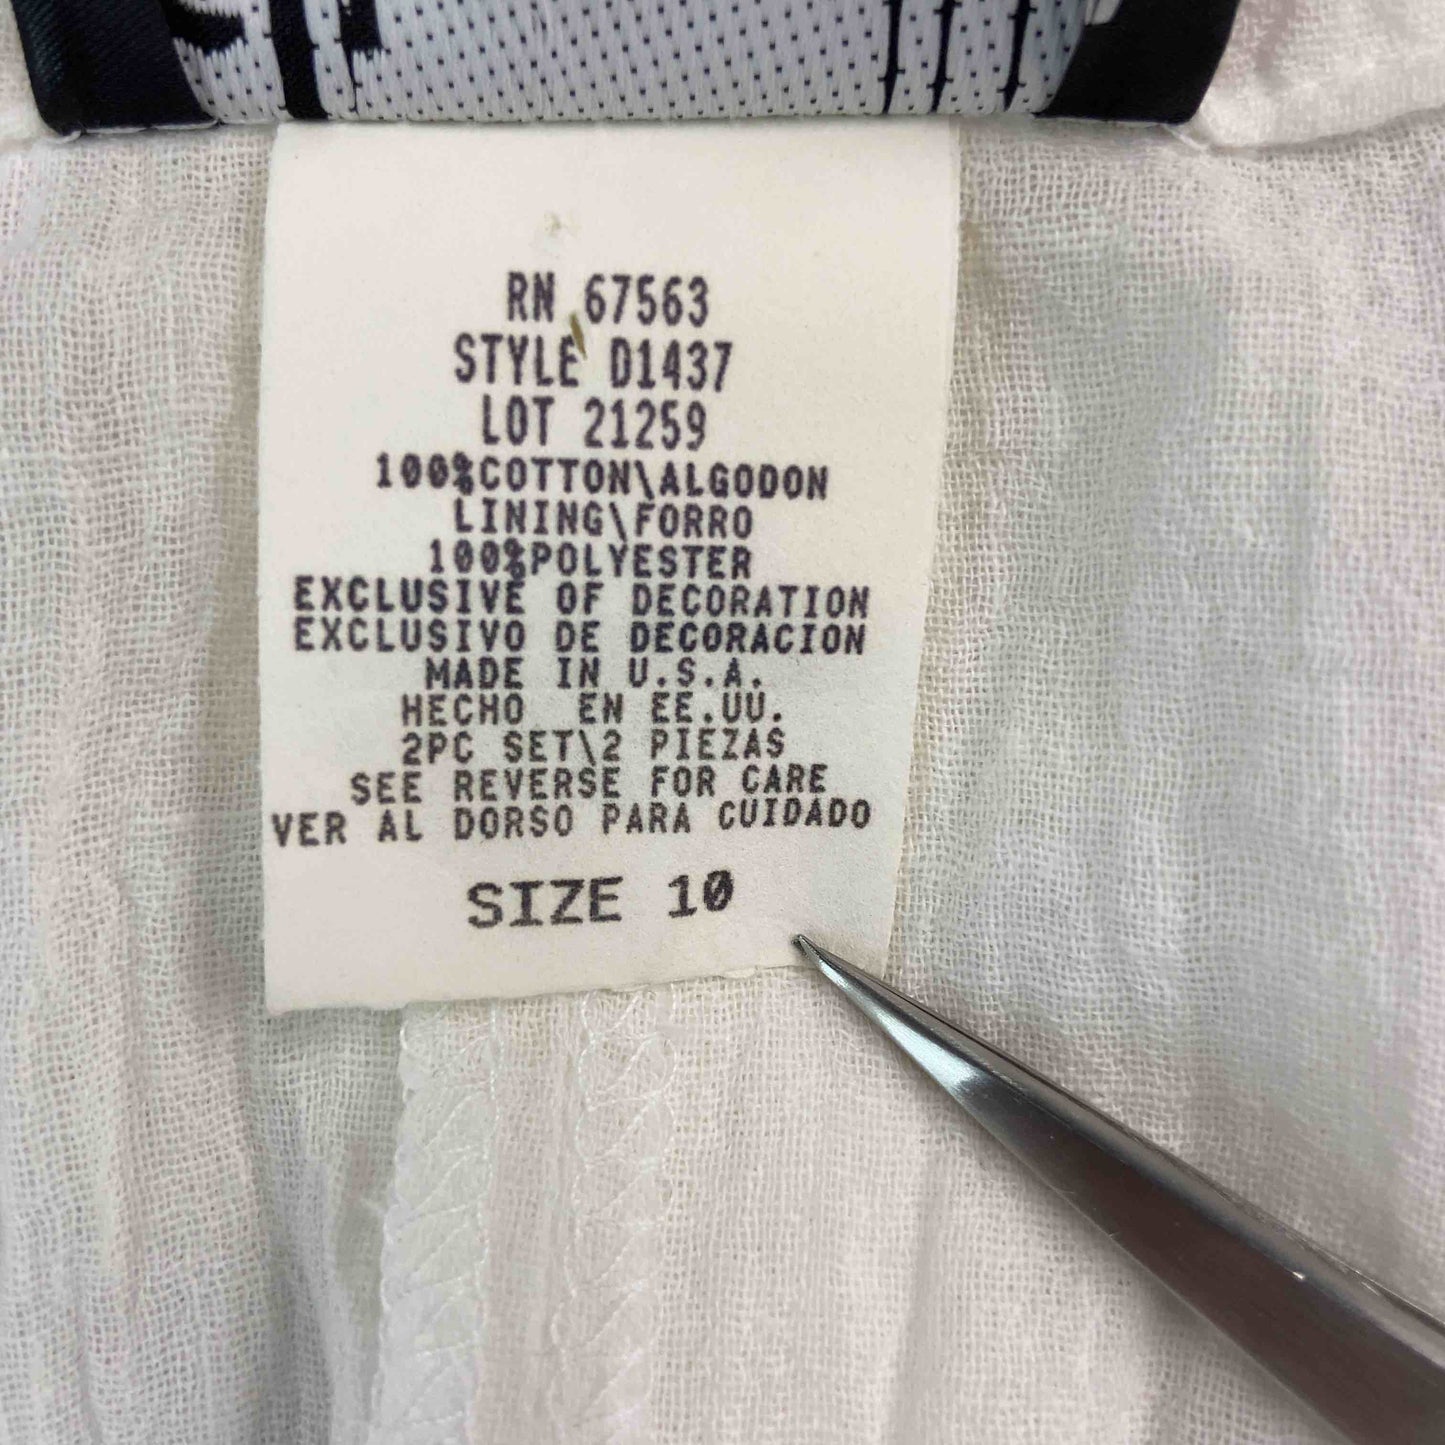 RN 67563
STYLE D1437
LOT 21259
100%COTTON\ALGODON
LINING\FORRO
100%POLYESTER
EXCLUSIVE OF DECORATION
EXCLUSIVO DE DECORACION
MADE IN U.S.A.
HECHO EN EE.UU.
2PC SET\2 PIEZAS
SEE REVERSE FOR CARE
VER AL DORSO PARA CUIDADO
SIZE 10